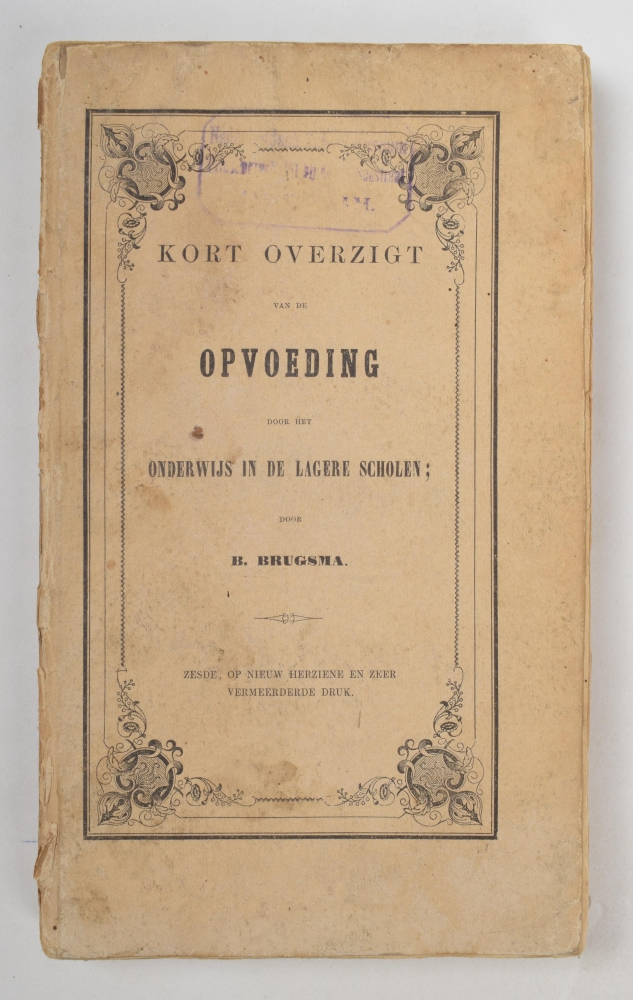 KORT OVERZIGT
VAN DE
OPVOEDING
DOOR HET
ONDERWIJS IN DE LAGERE SCHOLEN;
DOOR
B. BRUGSMA.
ZESDE, OP NIEUW HERZIENE EN ZEER
VERMEERDERDE DRUK.